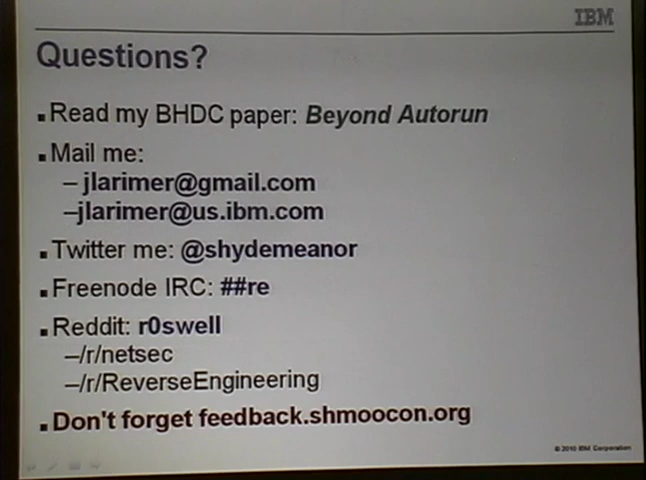 IBM
Questions?
▪Read my BHDC paper: Beyond Autorun
▪Mail me:
– jlarimer@gmail.com
–jlarimer@us.ibm.com
▪Twitter me: @shydemeanor
▪Freenode IRC: ##re
▪Reddit: r0swell
–/r/netsec
–/r/ReverseEngineering
▪Don't forget feedback.shmoocon.org
© 2010 IBM Corporation